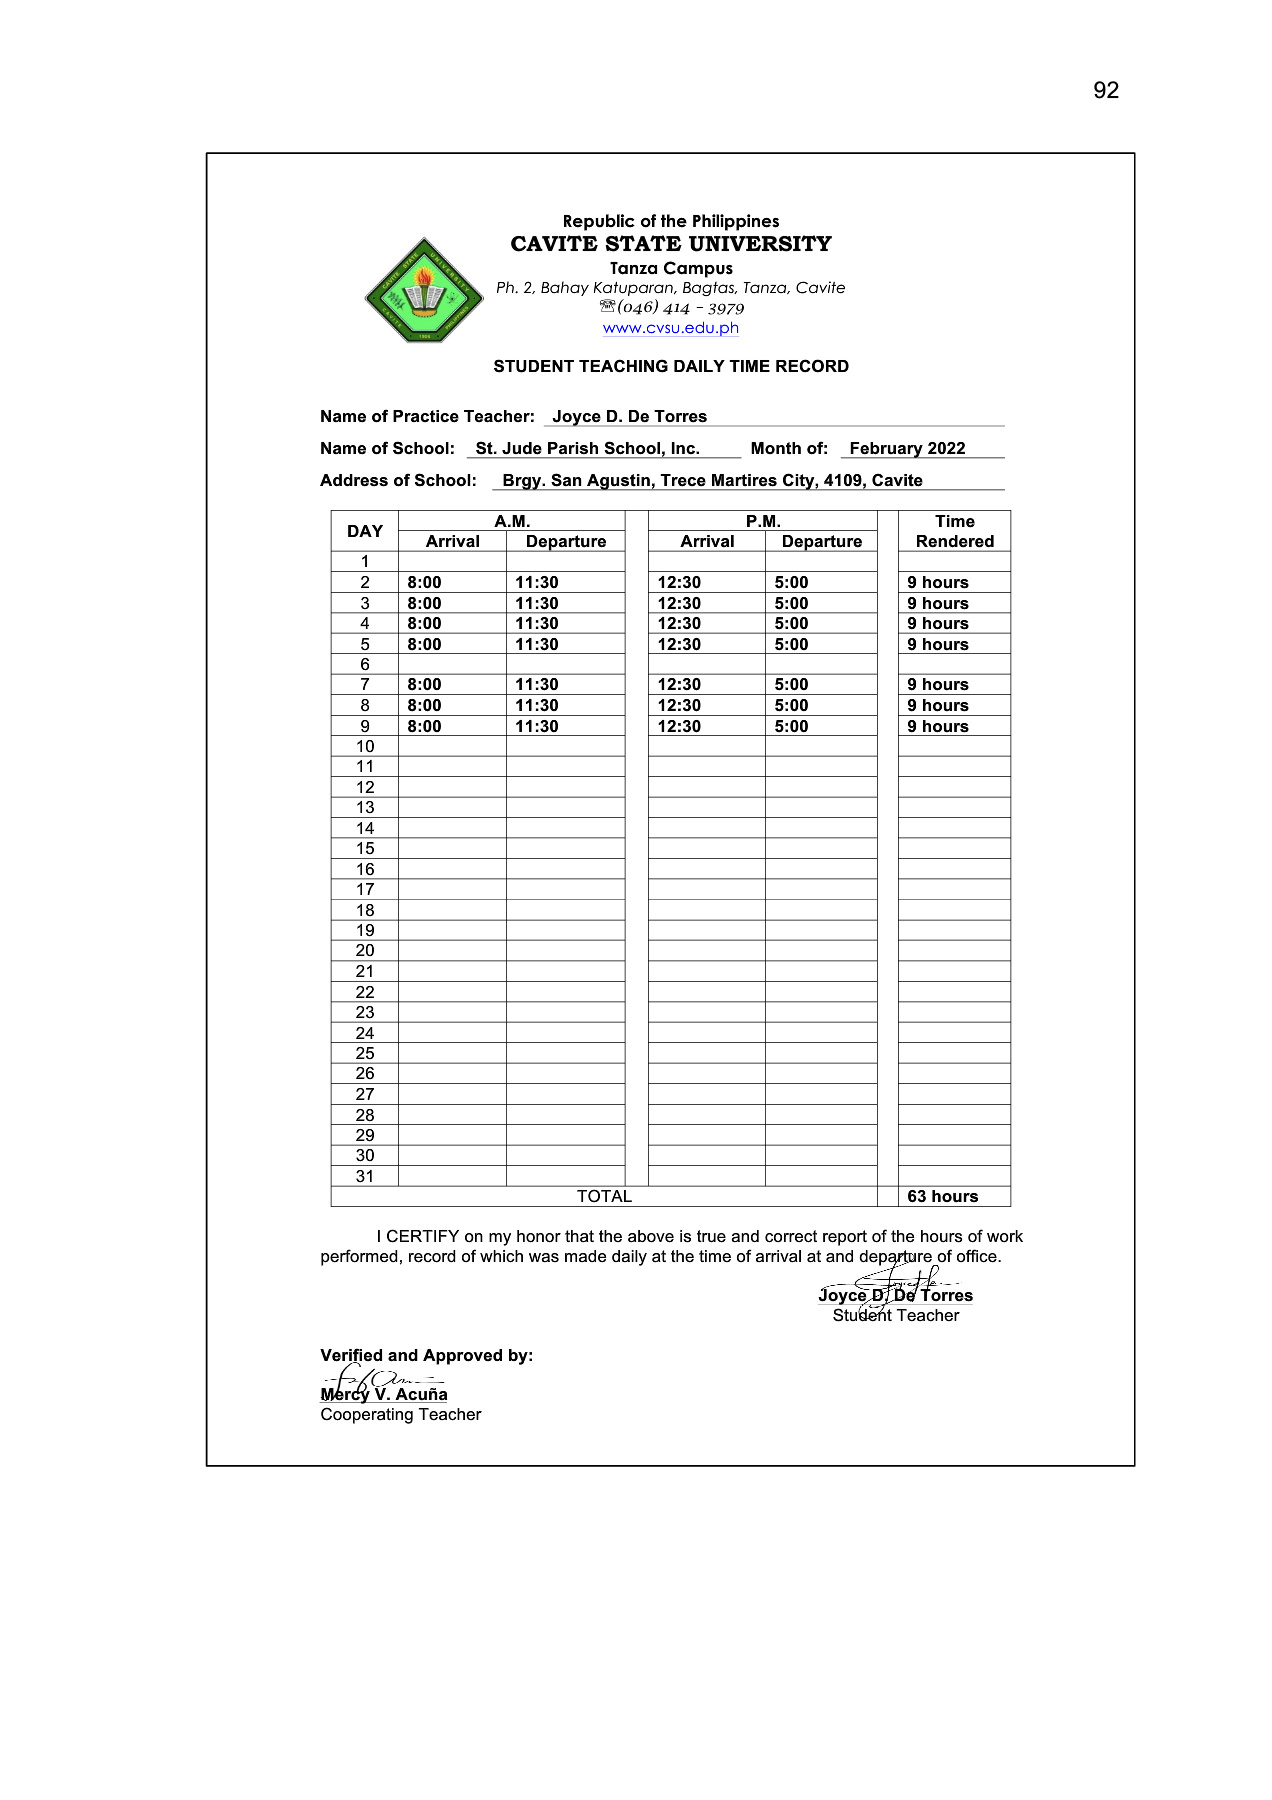 92
Republic of the Philippines
CAVITE STATE UNIVERSITY
Tanza Campus
Ph. 2, Bahay Katuparan, Bagtas, Tanza, Cavite
☏(046) 414 - 3979
www.cvsu.edu.ph
STUDENT TEACHING DAILY TIME RECORD
Name of Practice Teacher: Joyce D. De Torres
Name of School: St. Jude Parish School, Inc. Month of: February 2022
Address of School: Brgy. San Agustin, Trece Martires City, 4109, Cavite
DAY A.M. P.M. Time Rendered
Arrival Departure Arrival Departure
1
2 8:00 11:30 12:30 5:00 9 hours
3 8:00 11:30 12:30 5:00 9 hours
4 8:00 11:30 12:30 5:00 9 hours
5 8:00 11:30 12:30 5:00 9 hours
6
7 8:00 11:30 12:30 5:00 9 hours
8 8:00 11:30 12:30 5:00 9 hours
9 8:00 11:30 12:30 5:00 9 hours
10
11
12
13
14
15
16
17
18
19
20
21
22
23
24
25
26
27
28
29
30
31
TOTAL 63 hours
I CERTIFY on my honor that the above is true and correct report of the hours of work
performed, record of which was made daily at the time of arrival at and departure of office.
Joyce D. De Torres
Student Teacher
Verified and Approved by:
Mercy V. Acuña
Cooperating Teacher